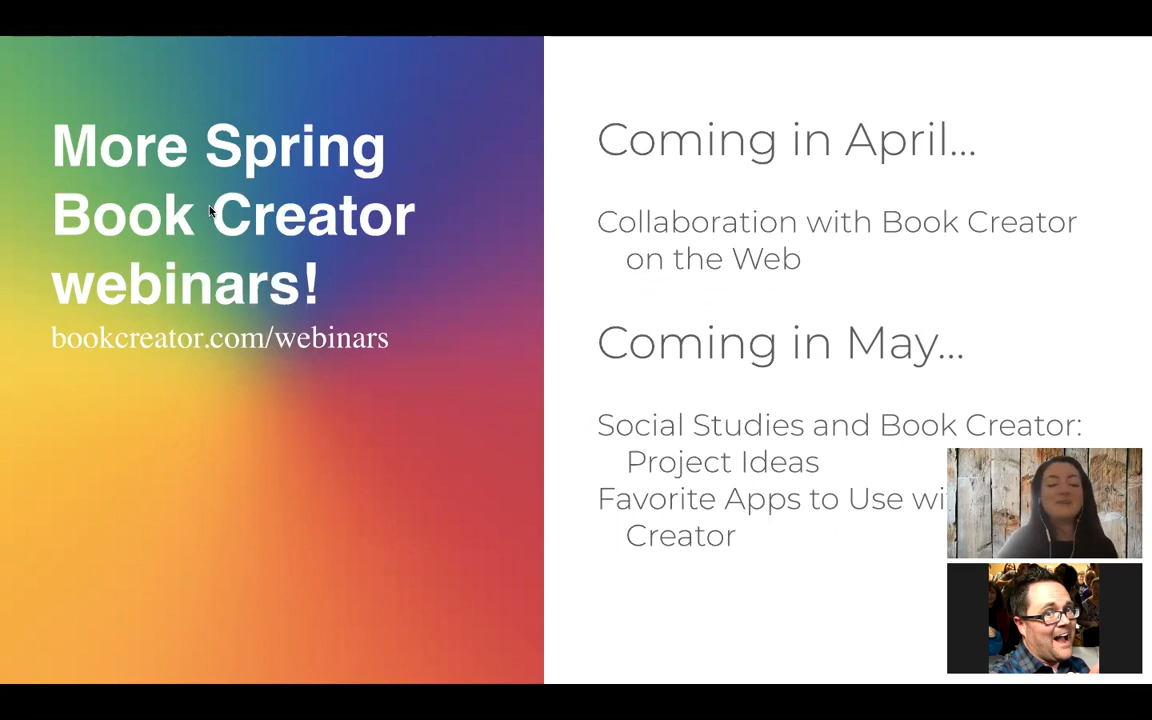 More Spring
Book Creator
webinars!
bookcreator.com/webinars
Coming in April...
Collaboration with Book Creator
on the Web
Coming in May...
Social Studies and Book Creator:
Project Ideas
Favorite Apps to Use
Creator